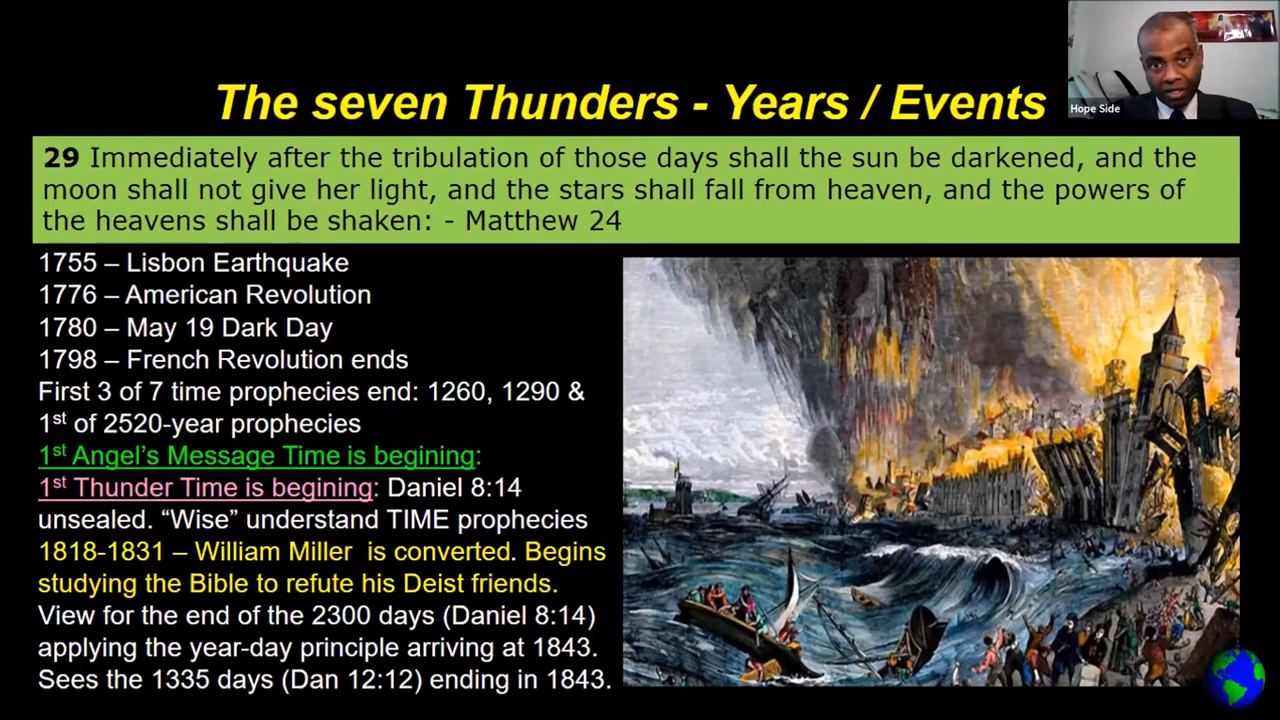 The seven Thunders - Years / Events
Hope Side
29 Immediately after the tribulation of those days shall the sun be darkened, and the
moon shall not give her light, and the stars shall fall from heaven, and the powers of
the heavens shall be shaken: - Matthew 24
1755 – Lisbon Earthquake
1776 – American Revolution
1780 – May 19 Dark Day
1798 – French Revolution ends
First 3 of 7 time prophecies end: 1260, 1290 &
1st of 2520-year prophecies
1st Angel's Message Time is begining:
1st Thunder Time is begining: Daniel 8:14
unsealed. “Wise” understand TIME prophecies
1818-1831 – William Miller is converted. Begins
studying the Bible to refute his Deist friends.
View for the end of the 2300 days (Daniel 8:14)
applying the year-day principle arriving at 1843.
Sees the 1335 days (Dan 12:12) ending in 1843.